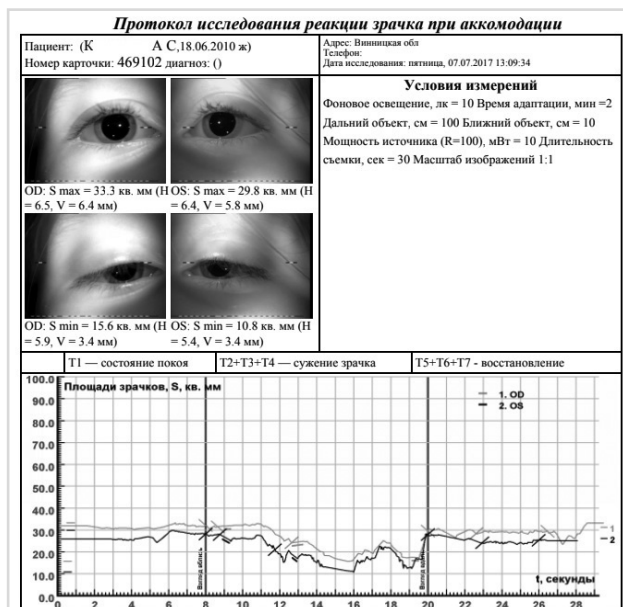 Протокол исследования реакции зрачка при аккомодации
Пациент: (К А С,18.06.2010 ж)
Номер карточки: 469102 диагноз: ()
Адрес: Винницкая обл
Телефон:
Дата исследования: пятница, 07.07.2017 13:09:34
OD: S max = 33.3 кв. мм (H
= 6.5, V = 6.4 мм)
OS: S max = 29.8 кв. мм (H
= 6.4, V = 5.8 мм)
OD: S min = 15.6 кв. мм (H
= 5.9, V = 3.4 мм)
OS: S min = 10.8 кв. мм (H
= 5.4, V = 3.4 мм)
Условия измерений
Фоновое освещение, лк = 10 Время адаптации, мин =2
Дальний объект, см = 100 Ближний объект, см = 10
Мощность источника (R=100), мВт = 10 Длительность
съемки, сек = 30 Масштаб изображений 1:1
T1 — состояние покоя
T2+T3+T4 — сужение зрачка
T5+T6+T7 - восстановление
Площади зрачков, S, кв. мм
1. OD
2. OS
100.0
90.0
80.0
70.0
60.0
50.0
40.0
30.0
20.0
10.0
0.0
1
2
Взгляд вблизь
Взгляд вдаль
t, секунды
0 2 4 6 8 10 12 14 16 18 20 22 24 26 28